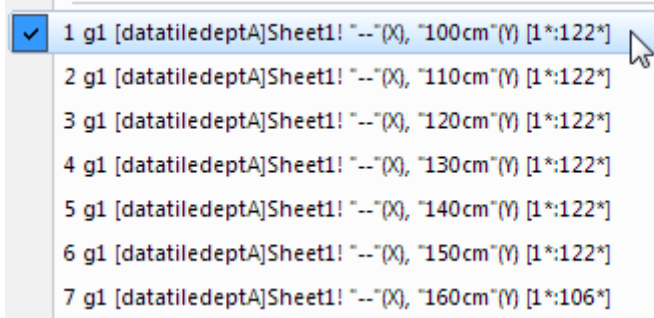 1 g1 [datatiledeptA]Sheet1! "--"(X), "100cm"(Y) [1*:122*]
2 g1 [datatiledeptA]Sheet1! "--"(X), "110cm"(Y) [1*:122*]
3 g1 [datatiledeptA]Sheet1! "--"(X), "120cm"(Y) [1*:122*]
4 g1 [datatiledeptA]Sheet1! "--"(X), "130cm"(Y) [1*:122*]
5 g1 [datatiledeptA]Sheet1! "--"(X), "140cm"(Y) [1*:122*]
6 g1 [datatiledeptA]Sheet1! "--"(X), "150cm"(Y) [1*:122*]
7 g1 [datatiledeptA]Sheet1! "--"(X), "160cm"(Y) [1*:106*]